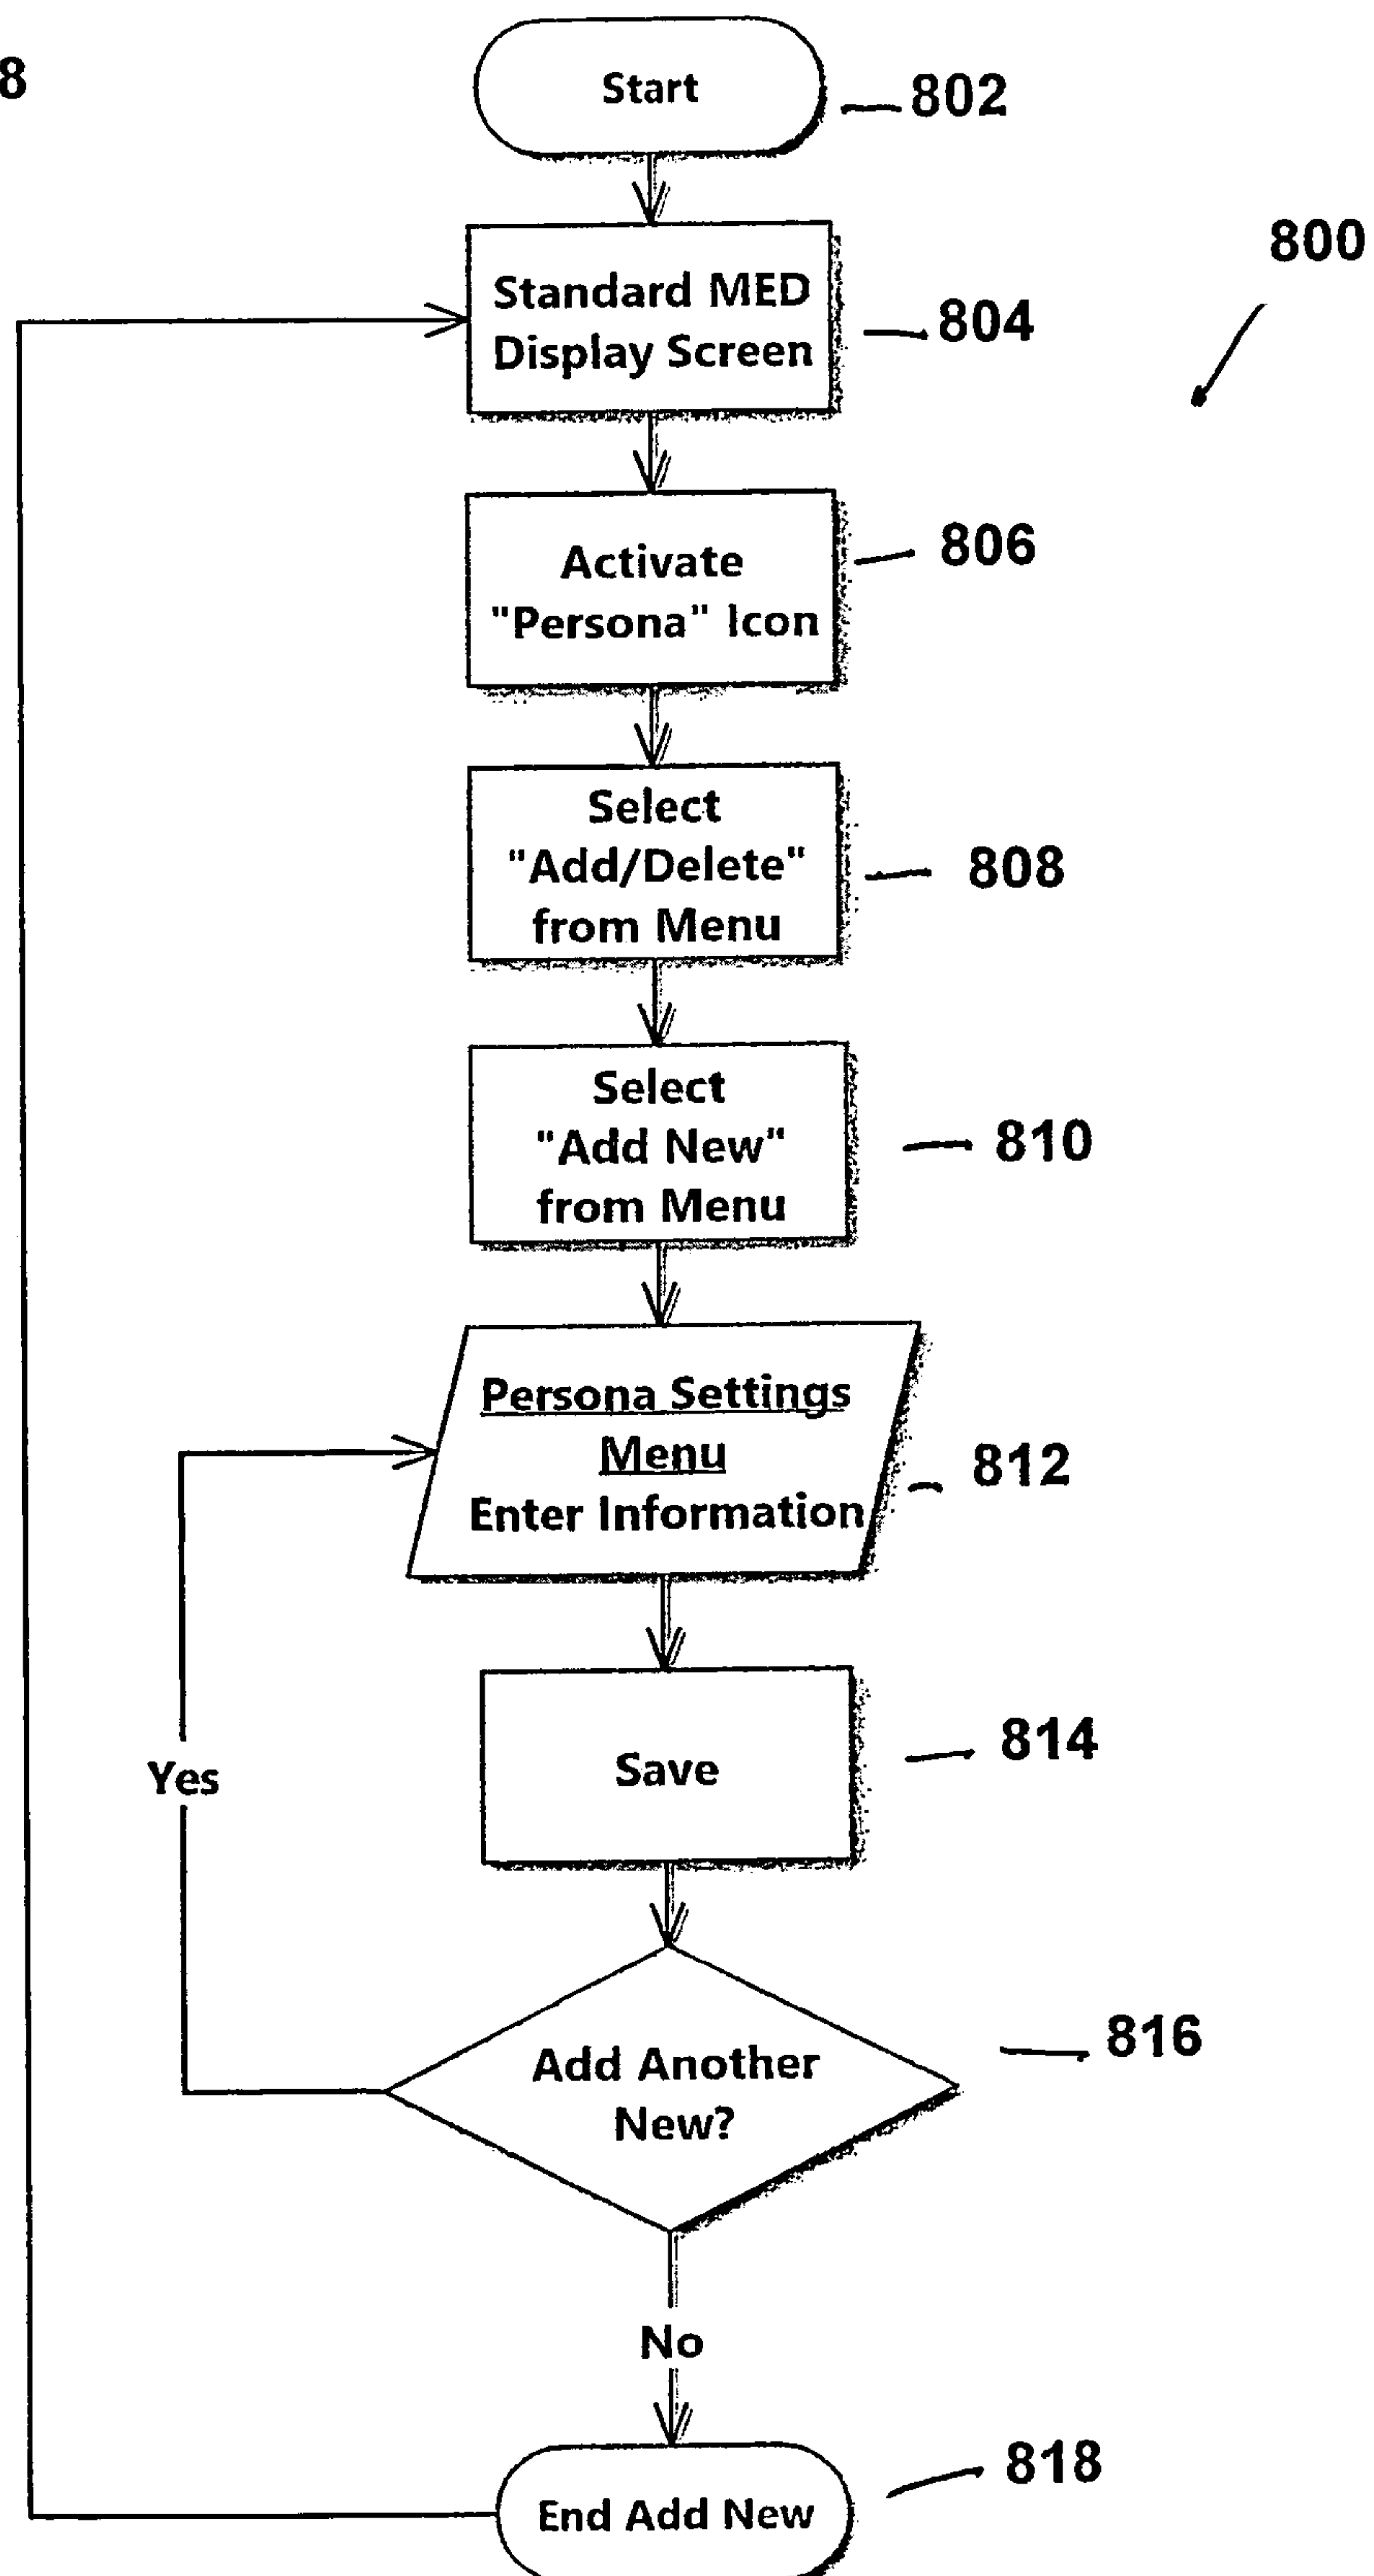 8
Start
802
800
Standard MED
Display Screen
804
Activate
"Persona" Icon
806
Select
"Add/Delete"
from Menu
808
Select
"Add New"
from Menu
810
Persona Settings
Menu
Enter Information
812
Save
814
Yes
Add Another
New?
816
No
End Add New
818